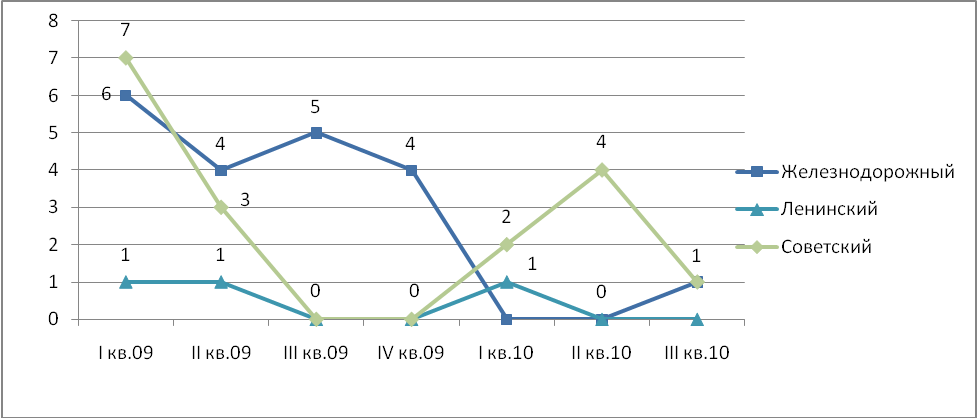 8
7
6
5
4
3
2
1
0
7
6
4
3
5
4
2
4
1
1
1
0
0
1
0
I кв.09
II кв.09
III кв.09
IV кв.09
I кв.10
II кв.10
III кв.10
Железнодорожный
Ленинский
Советский